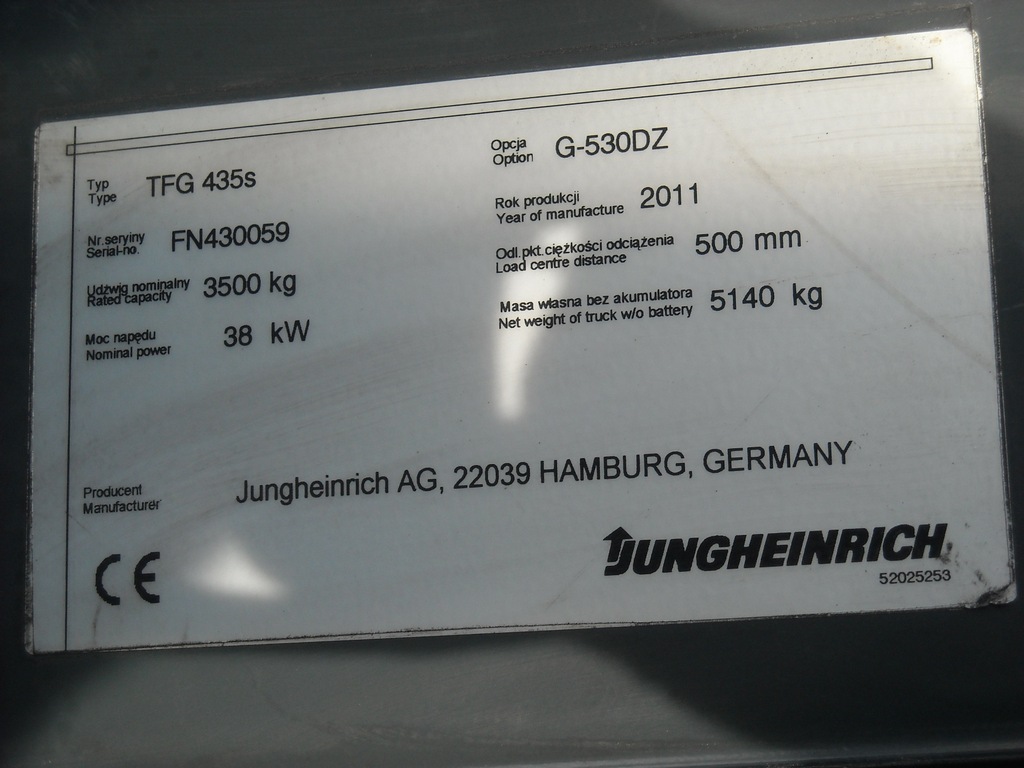 Typ
Type TFG 435s
Nr.seryiny
Serial-no. FN430059
Udźwig nominalny
Rated capacity 3500 kg
Moc napędu
Nominal power 38 kW
Opcja
Option G-530DZ
Rok produkcji
Year of manufacture 2011
Odl.pkt.ciężkości odciążenia
Load centre distance 500 mm
Masa własna bez akumulatora
Net weight of truck w/o battery 5140 kg
Producent
Manufacturer Jungheinrich AG, 22039 HAMBURG, GERMANY
CE
JUNGHEINRICH
52025253